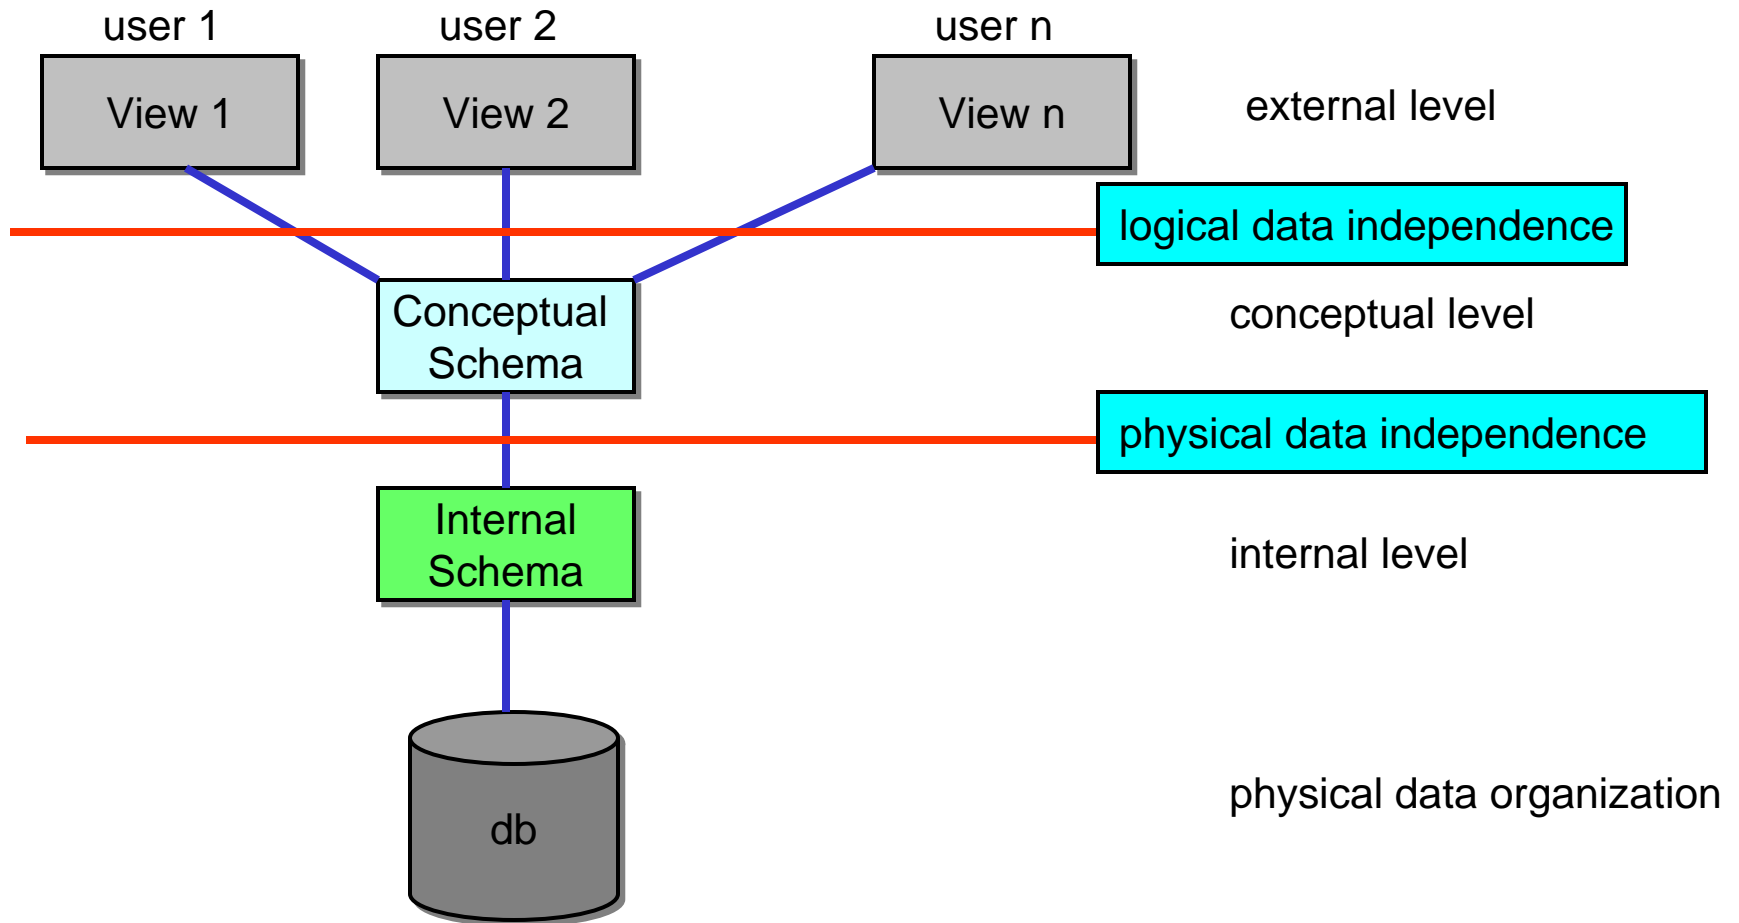 user 1
user 2
user n
View 1
View 2
View n
external level
logical data independence
Conceptual
Schema
conceptual level
physical data independence
Internal
Schema
internal level
physical data organization
db